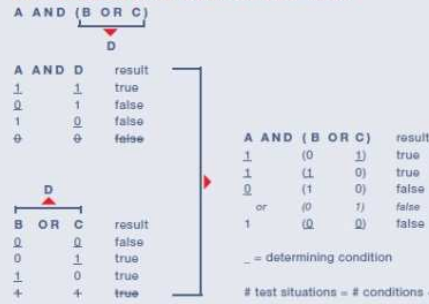 A AND (B OR C)
D
A AND D result
1 1 true
0 1 false
1 0 false
0 0 false
D
B OR C result
0 0 false
0 1 true
1 0 true
1 1 true
A AND (B OR C) result
1 (0 1) true
1 (1 0) true
0 (1 0) false
or (0 1) false
1 (0 0) false
_ = determining condition
# test situations = # conditions